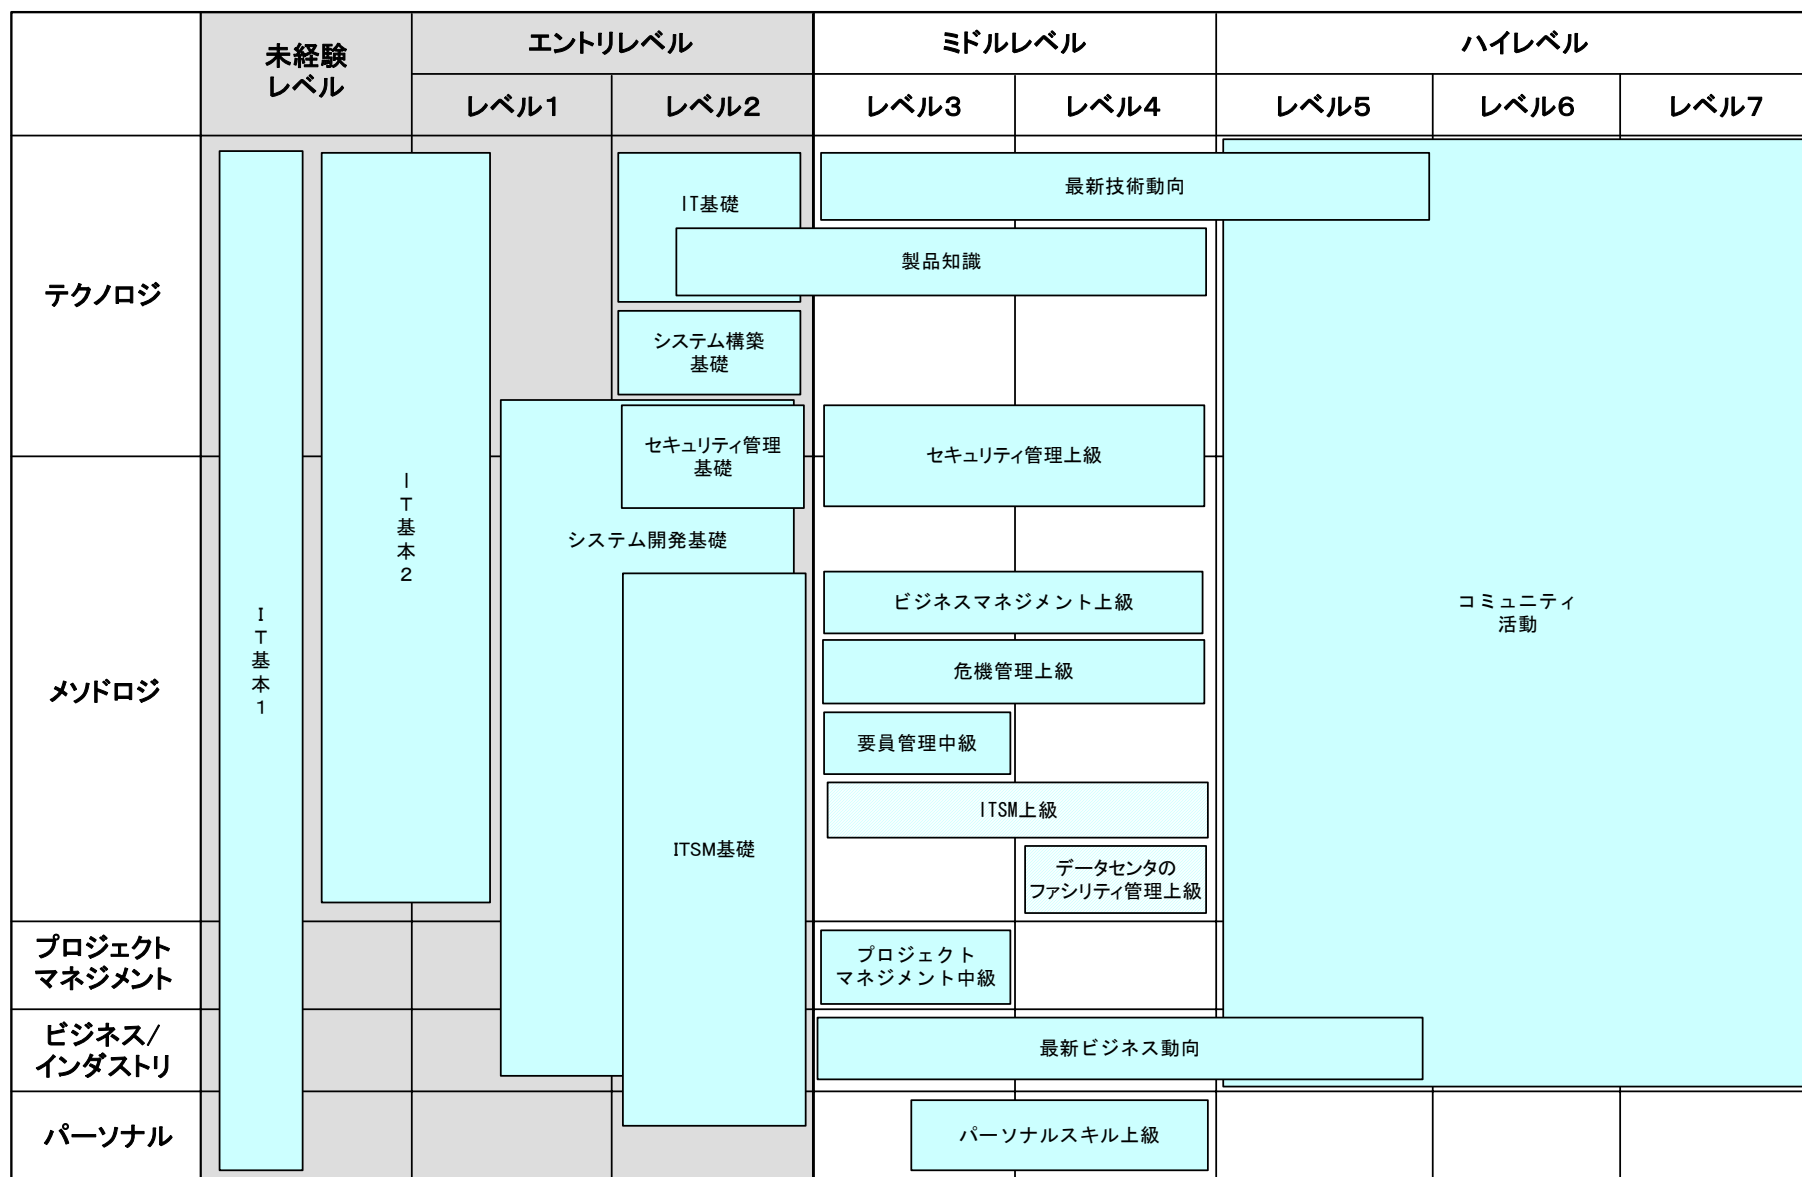 未経験
レベル
エントリレベル
ミドルレベル
ハイレベル
レベル1
レベル2
レベル3
レベル4
レベル5
レベル6
レベル7
テクノロジ
メソドロジ
プロジェクト
マネジメント
ビジネス/
インダストリ
パーソナル
IT基本1
IT基本2
IT基礎
製品知識
システム構築
基礎
セキュリティ管理
基礎
システム開発基礎
ITSM基礎
最新技術動向
セキュリティ管理上級
ビジネスマネジメント上級
危機管理上級
要員管理中級
ITSM上級
データセンタの
ファシリティ管理上級
プロジェクト
マネジメント中級
最新ビジネス動向
パーソナルスキル上級
コミュニティ
活動